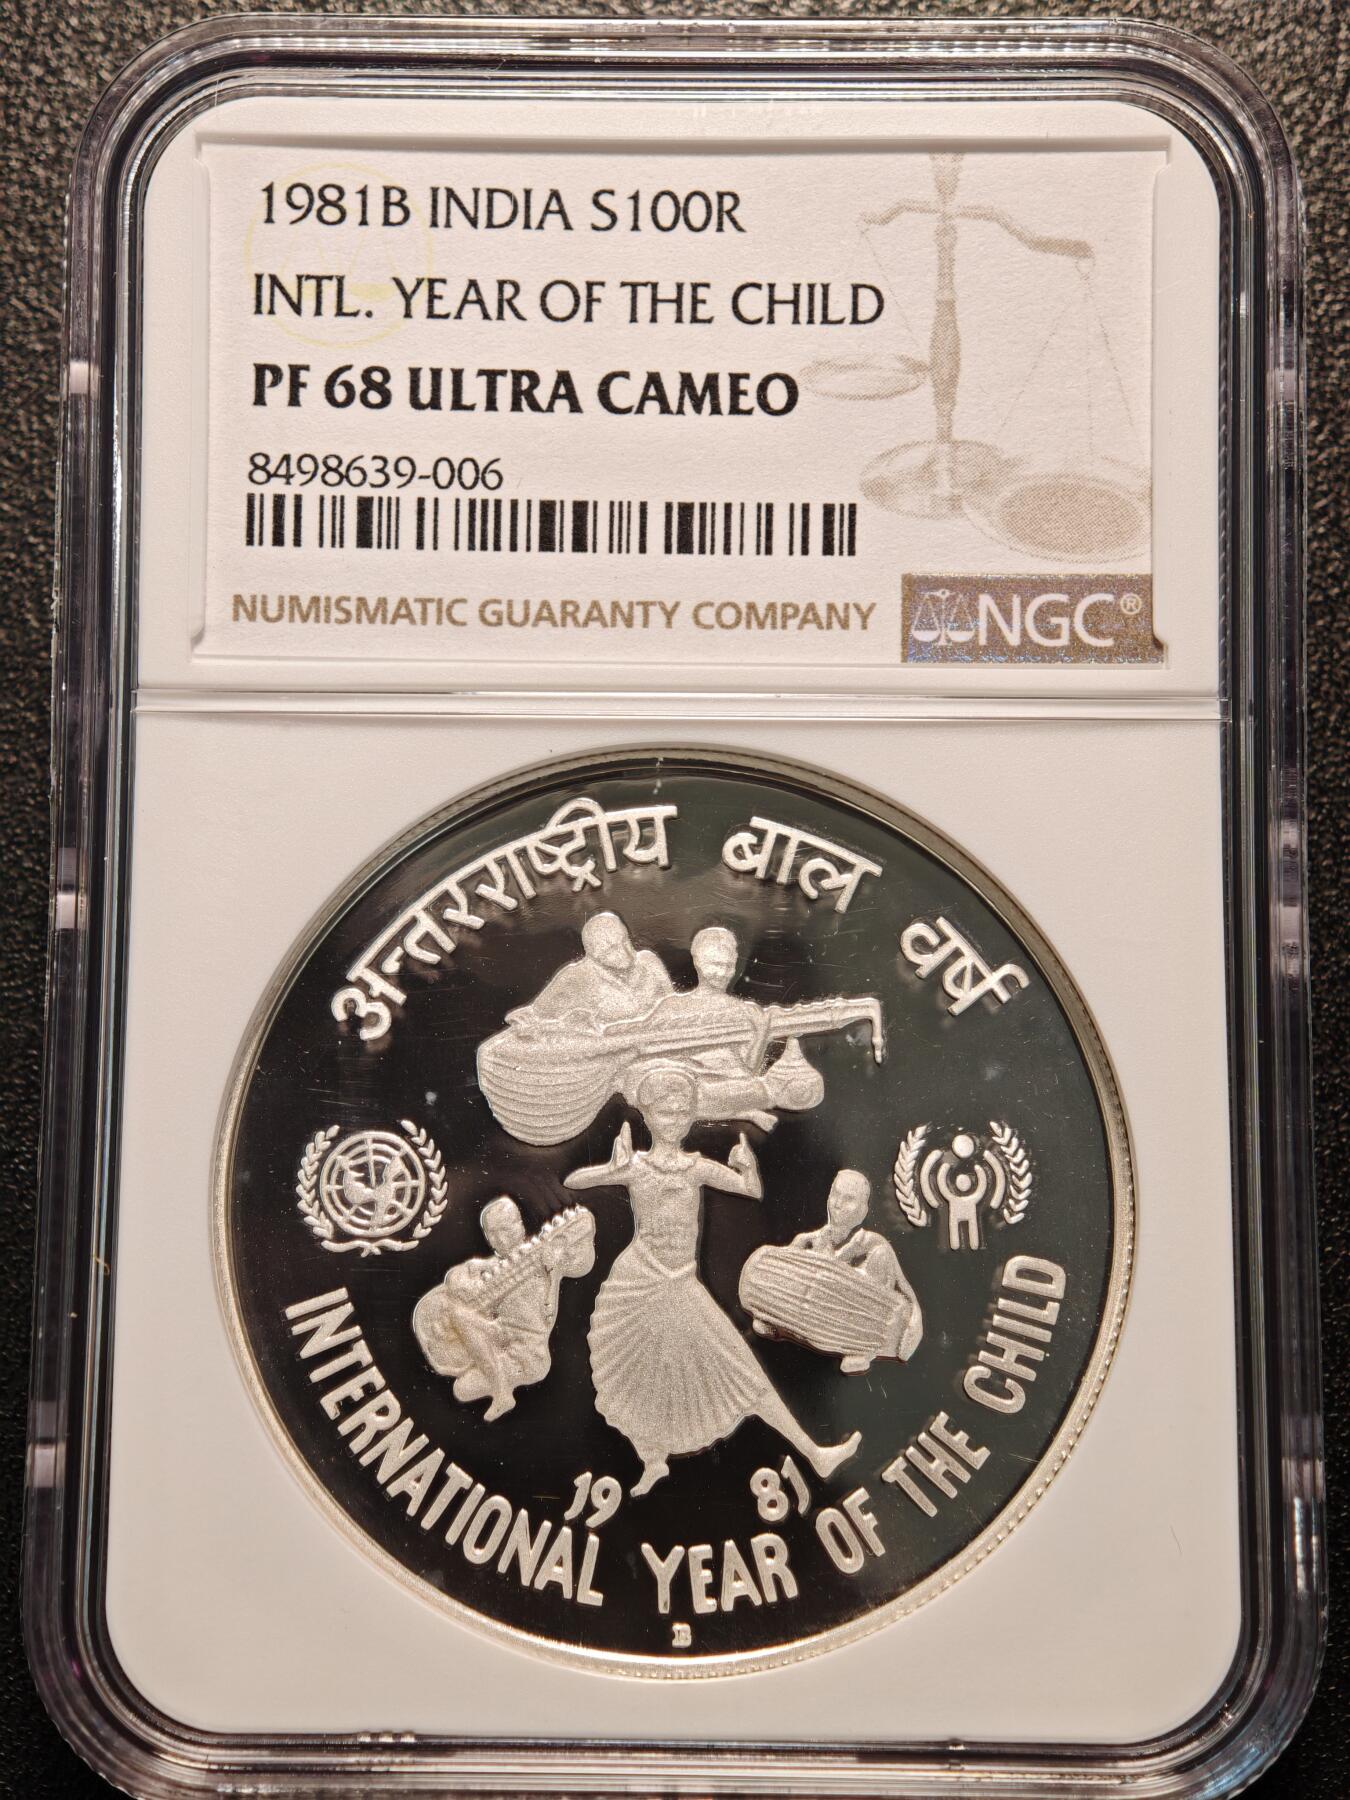 1981B INDIA S100R
INTL. YEAR OF THE CHILD
PF 68 ULTRA CAMEO
8498639-006
NUMISMATIC GUARANTY COMPANY
NGC®
अन्तरराष्ट्रीय बाल वर्ष
19 81
INTERNATIONAL YEAR OF THE CHILD
B